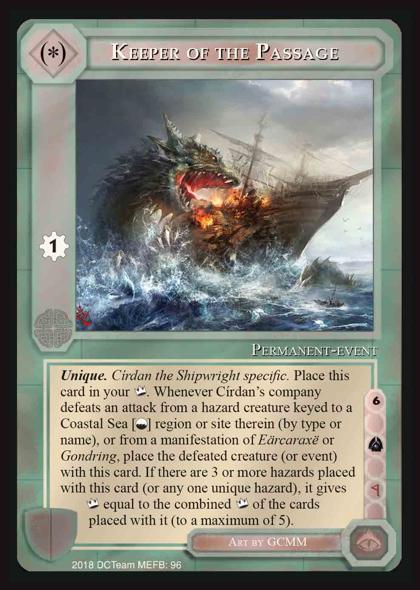 (*)
Keeper of the Passage
1
Permanent-event
Unique. Círdan the Shipwright specific. Place this
card in your . Whenever Círdan's company
defeats an attack from a hazard creature keyed to a
Coastal Sea [ ] region or site therein (by type or
name), or from a manifestation of Eärcaraxë or
Gondring, place the defeated creature (or event)
with this card. If there are 3 or more hazards placed
with this card (or any one unique hazard), it gives
equal to the combined of the cards
placed with it (to a maximum of 5).
6
Art by GCMM
2018 DCTeam MEFB: 96